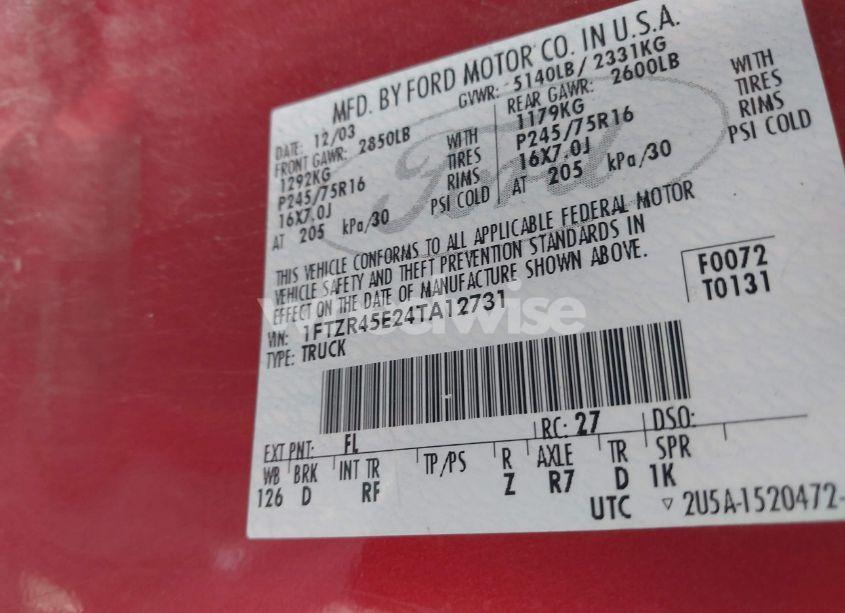 MFD. BY FORD MOTOR CO. IN U.S.A.
DATE: 12/03 GVWR: 5140LB/ 2331KG
FRONT GAWR: 2850LB REAR GAWR: 2600LB
1292KG WITH 1179KG WITH
P245/75R16 TIRES P245/75R16 TIRES
16X7.0J RIMS 16X7.0J RIMS
AT 205 kPa/30 PSI COLD AT 205 kPa/30 PSI COLD
Ford
THIS VEHICLE CONFORMS TO ALL APPLICABLE FEDERAL MOTOR
VEHICLE SAFETY AND THEFT PREVENTION STANDARDS IN
EFFECT ON THE DATE OF MANUFACTURE SHOWN ABOVE.
F0072
T0131
VIN: 1FTZR45E24TA12731
TYPE: TRUCK
EXT PNT: FL RC: 27 DSO:
WB BRK INT TR TP/PS R AXLE TR SPR
126 D RF Z R7 D 1K
UTC ▽ 2U5A-1520472-